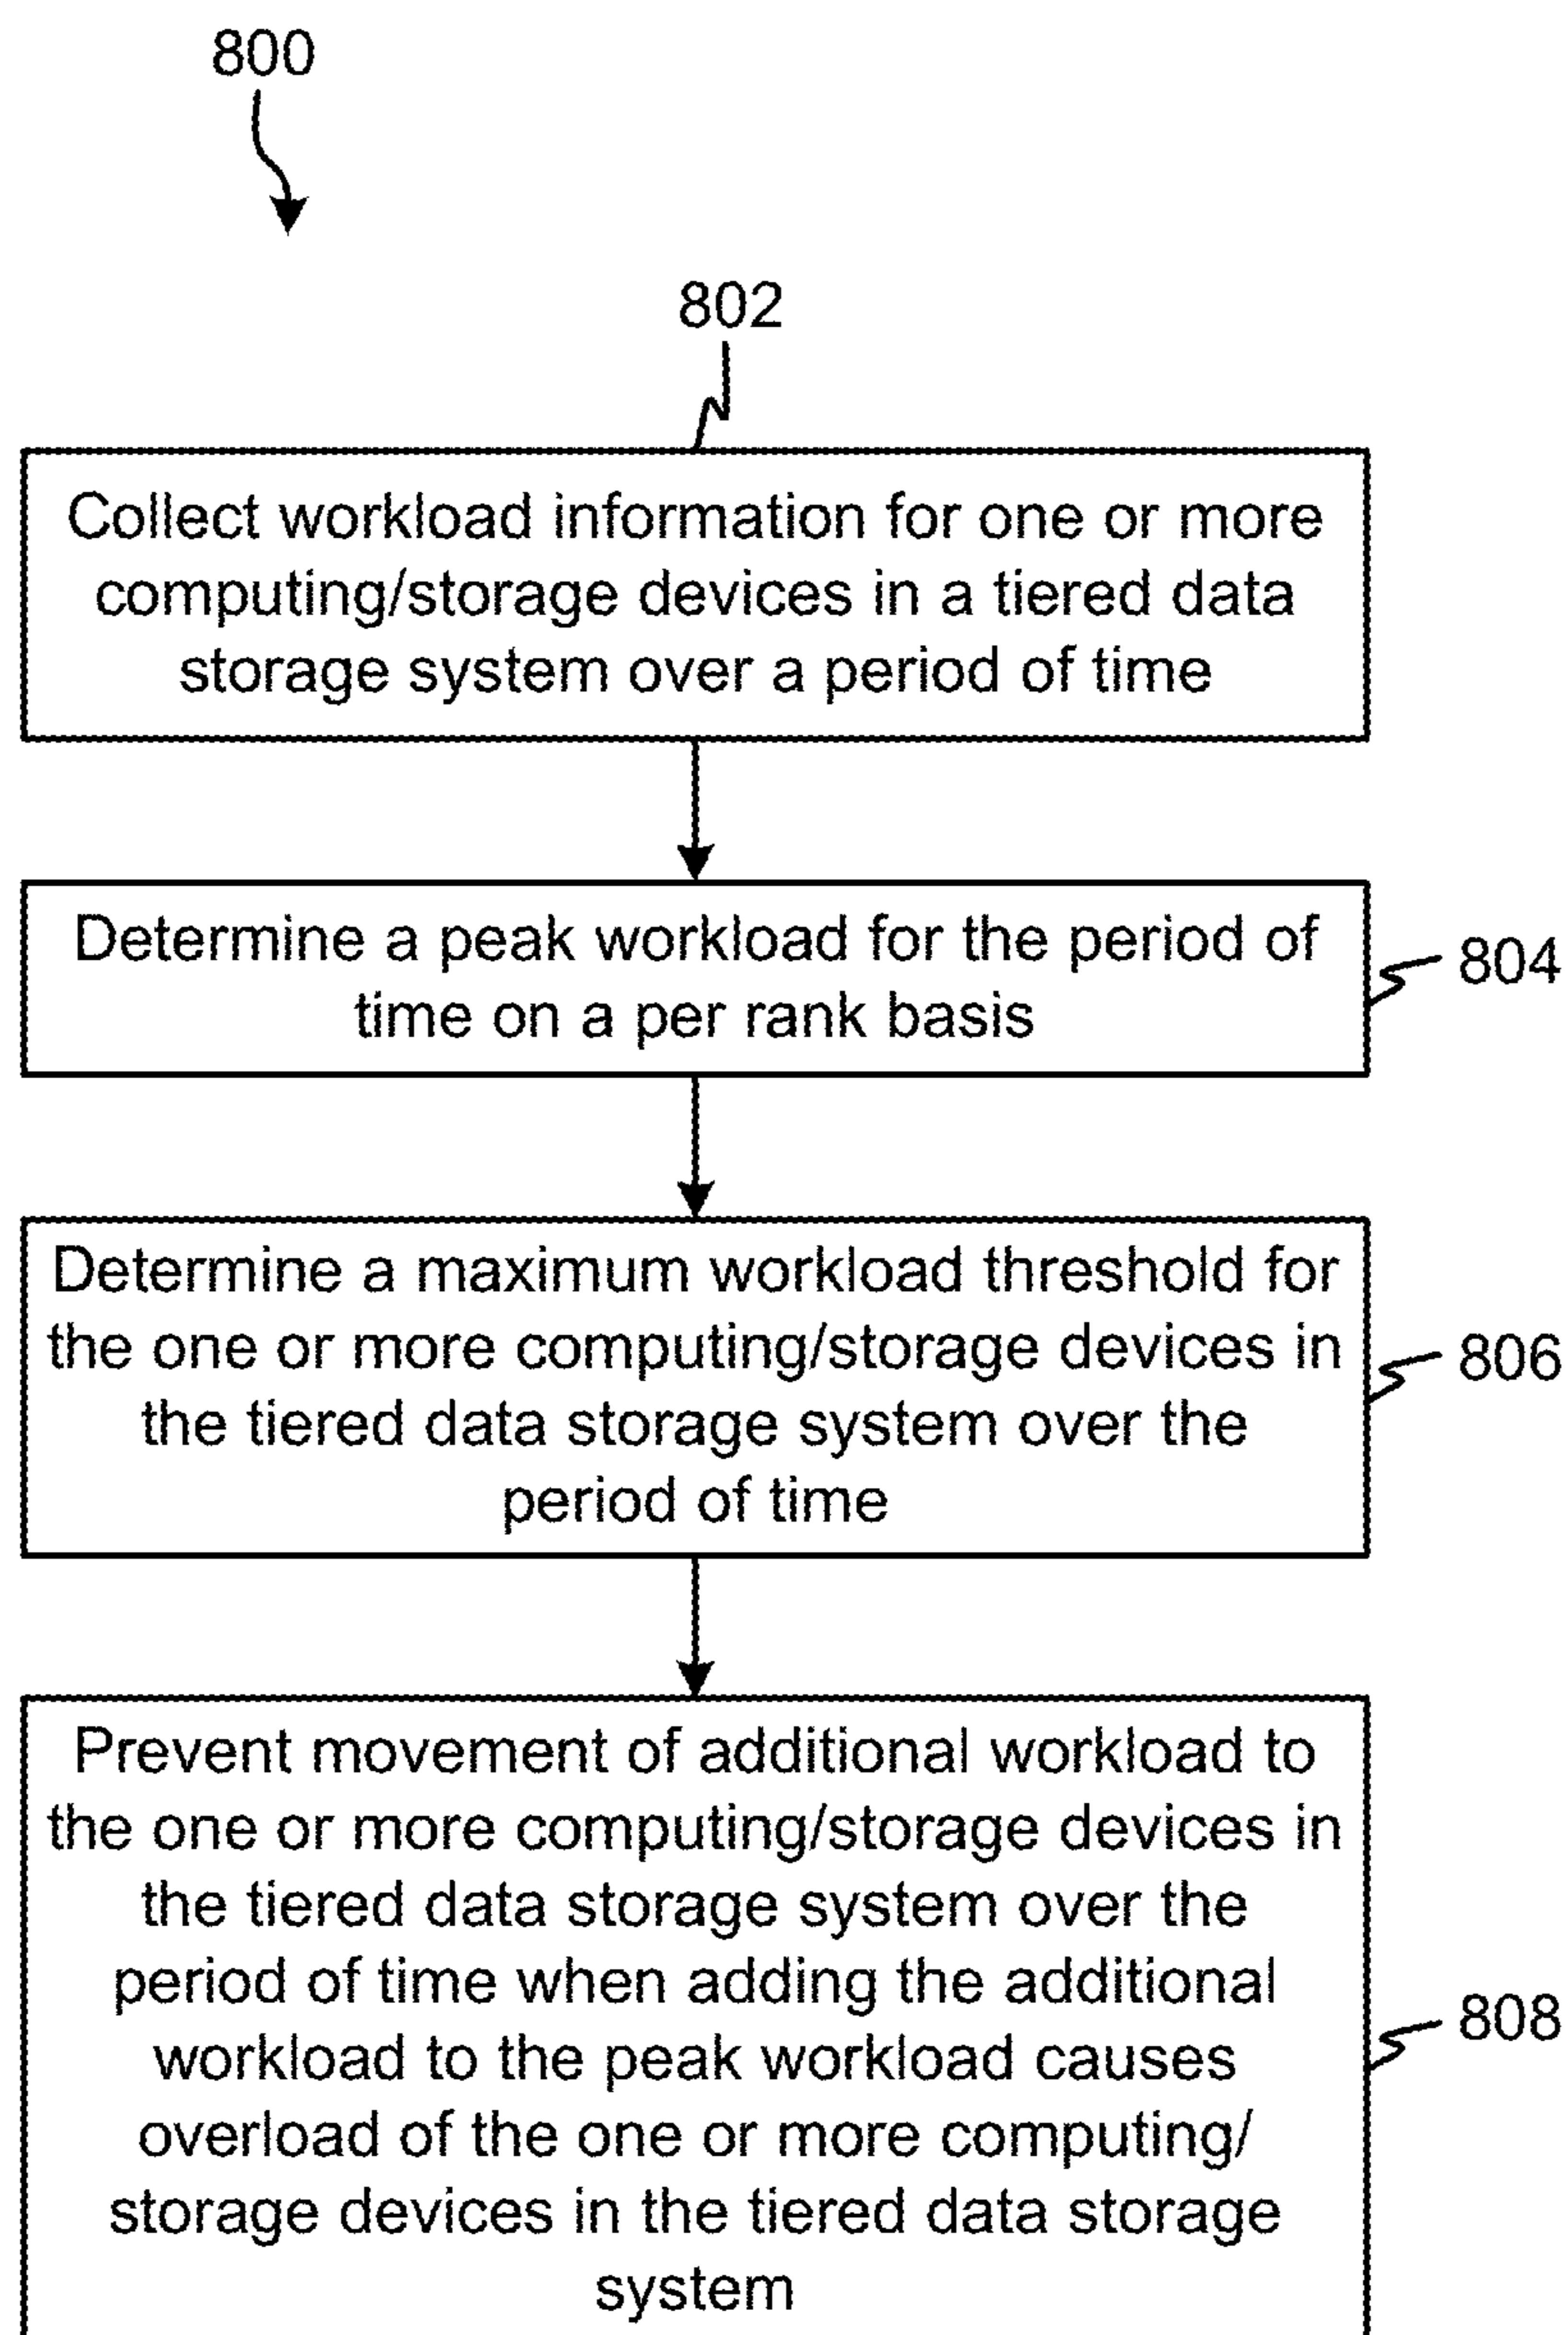 800
802
Collect workload information for one or more
computing/storage devices in a tiered data
storage system over a period of time
Determine a peak workload for the period of
time on a per rank basis
804
Determine a maximum workload threshold for
the one or more computing/storage devices in
the tiered data storage system over the
period of time
806
Prevent movement of additional workload to
the one or more computing/storage devices in
the tiered data storage system over the
period of time when adding the additional
workload to the peak workload causes
overload of the one or more computing/
storage devices in the tiered data storage
system
808